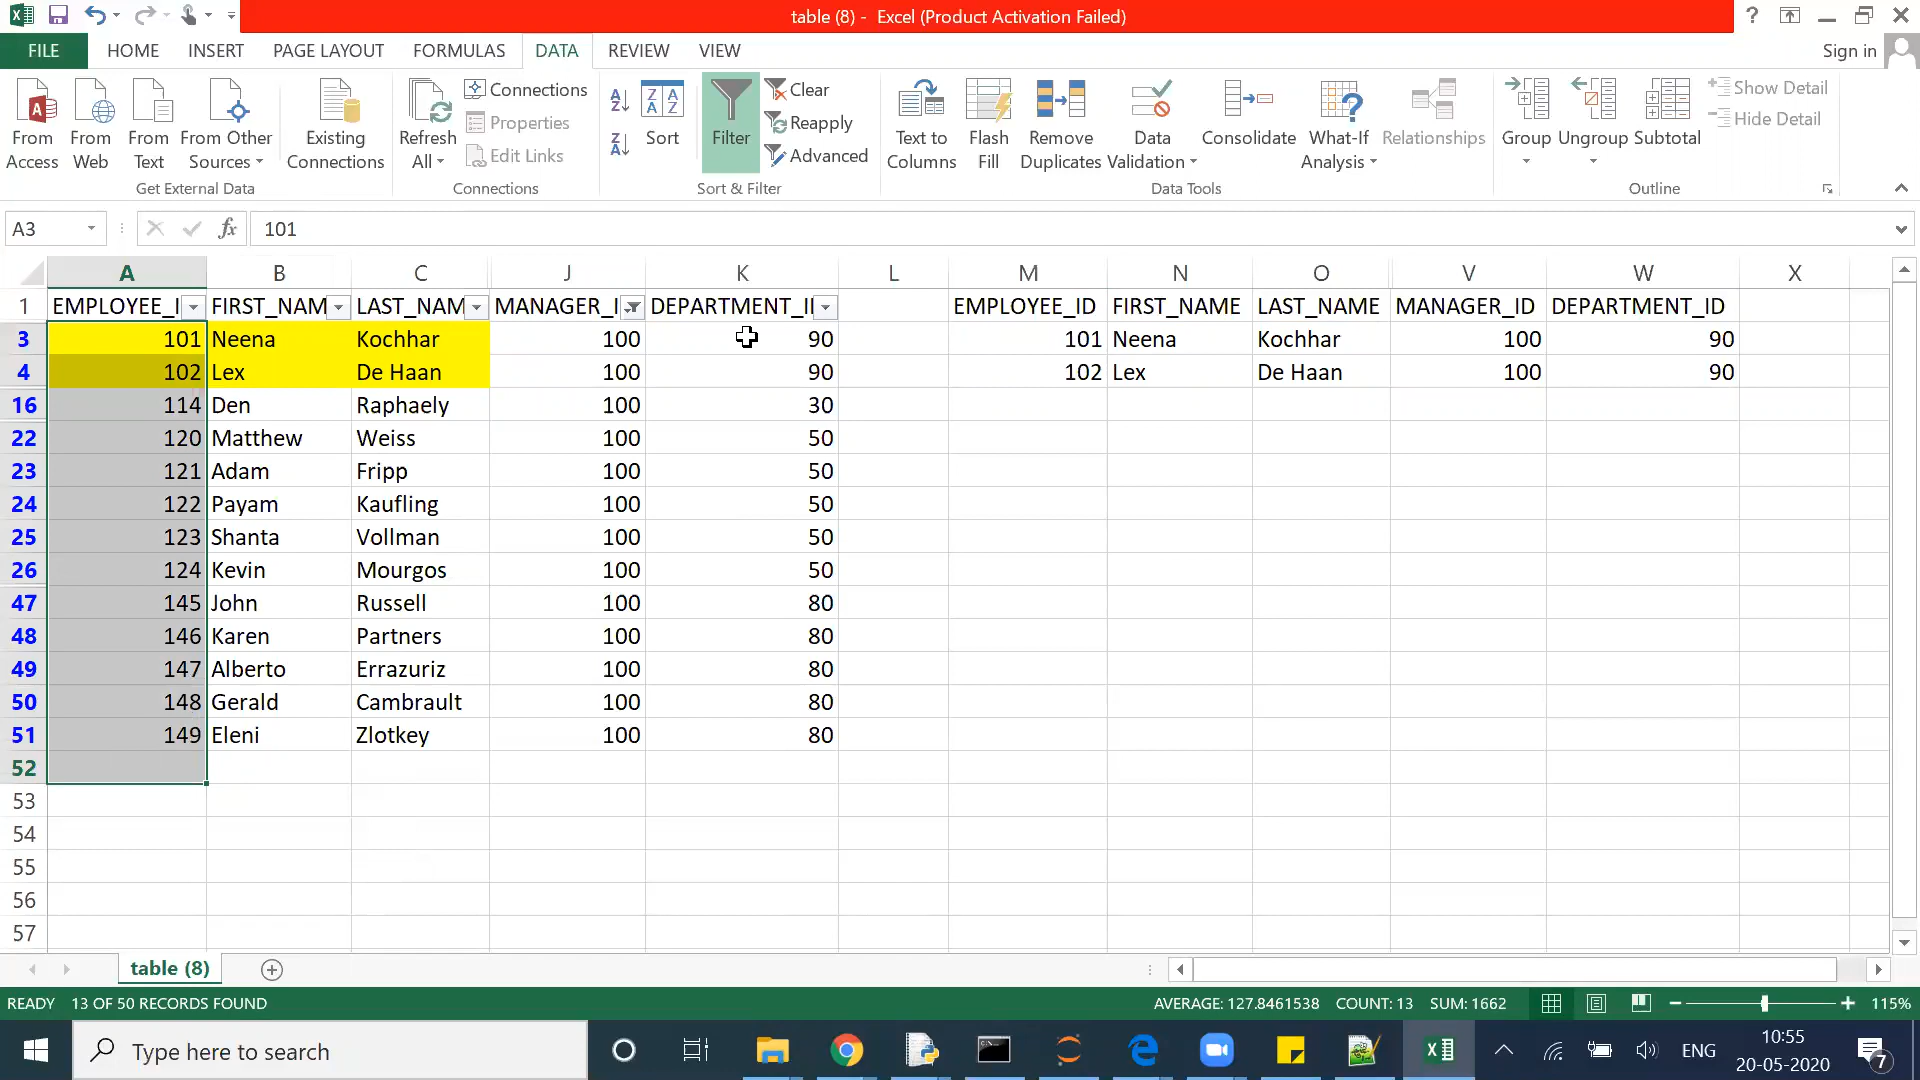 table (8) - Excel (Product Activation Failed)
FILE HOME INSERT PAGE LAYOUT FORMULAS DATA REVIEW VIEW Sign in
From Access
From Web
From Text
From Other Sources
Get External Data
Existing Connections
Refresh All
Connections
Properties
Edit Links
Connections
Sort
Filter
Clear
Reapply
Advanced
Sort & Filter
Text to Columns
Flash Fill
Remove Duplicates
Data Validation
Consolidate
What-If Analysis
Relationships
Data Tools
Group
Ungroup
Subtotal
Show Detail
Hide Detail
Outline
A3 fx 101
A B C J K L M N O V W X
1 EMPLOYEE_I FIRST_NAM LAST_NAM MANAGER_I DEPARTMENT_II EMPLOYEE_ID FIRST_NAME LAST_NAME MANAGER_ID DEPARTMENT_ID
3 101 Neena Kochhar 100 90 101 Neena Kochhar 100 90
4 102 Lex De Haan 100 90 102 Lex De Haan 100 90
16 114 Den Raphaely 100 30
22 120 Matthew Weiss 100 50
23 121 Adam Fripp 100 50
24 122 Payam Kaufling 100 50
25 123 Shanta Vollman 100 50
26 124 Kevin Mourgos 100 50
47 145 John Russell 100 80
48 146 Karen Partners 100 80
49 147 Alberto Errazuriz 100 80
50 148 Gerald Cambrault 100 80
51 149 Eleni Zlotkey 100 80
52
53
54
55
56
57
table (8)
READY 13 OF 50 RECORDS FOUND AVERAGE: 127.8461538 COUNT: 13 SUM: 1662 115%
Type here to search ENG 10:55
20-05-2020 7